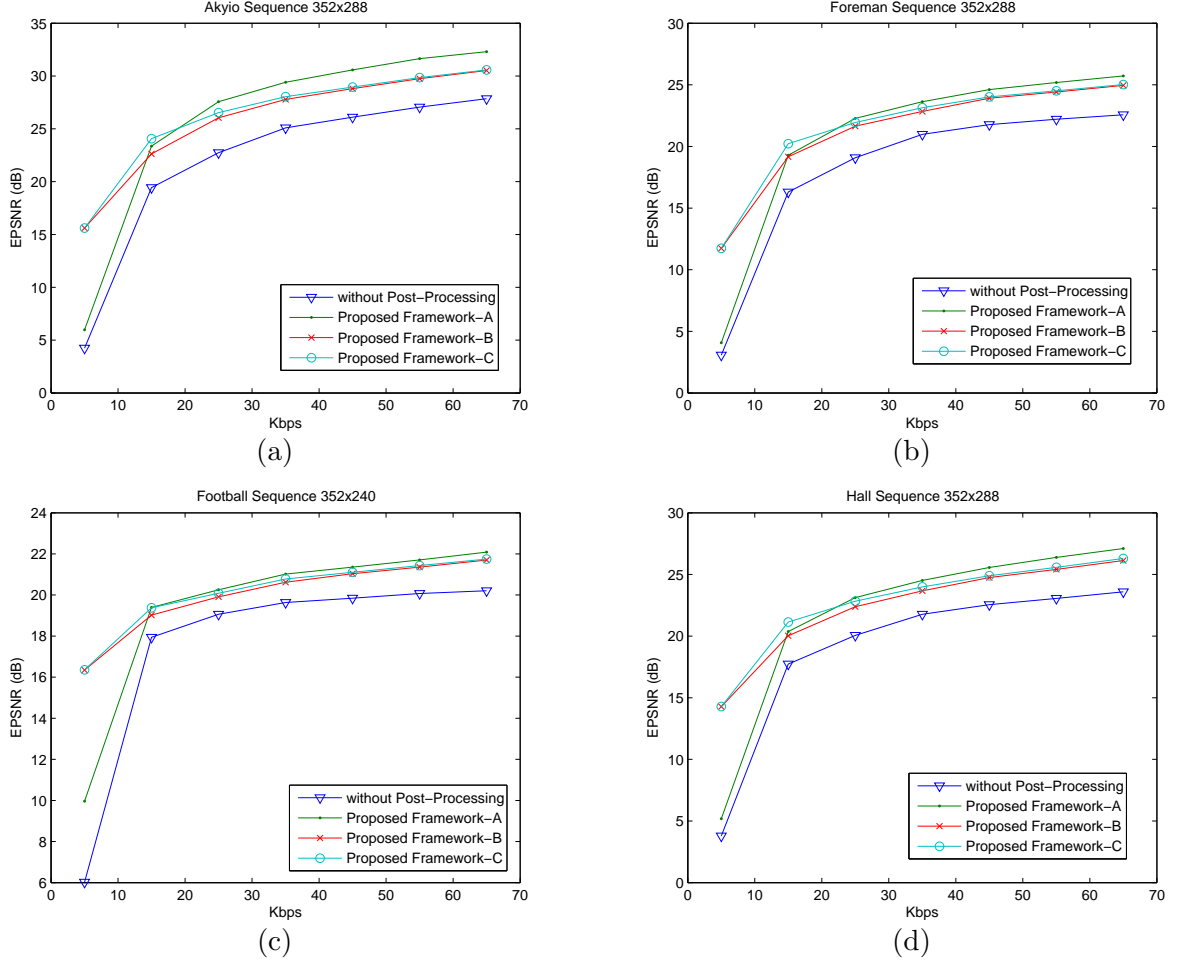 Akyio Sequence 352x288
35
30
25
20
15
10
5
0
EPSNR (dB)
without Post−Processing
Proposed Framework−A
Proposed Framework−B
Proposed Framework−C
0 10 20 30 40 50 60 70
Kbps
(a)
Foreman Sequence 352x288
30
25
20
15
10
5
0
EPSNR (dB)
without Post−Processing
Proposed Framework−A
Proposed Framework−B
Proposed Framework−C
0 10 20 30 40 50 60 70
Kbps
(b)
Football Sequence 352x240
24
22
20
18
16
14
12
10
8
6
EPSNR (dB)
without Post−Processing
Proposed Framework−A
Proposed Framework−B
Proposed Framework−C
0 10 20 30 40 50 60 70
Kbps
(c)
Hall Sequence 352x288
30
25
20
15
10
5
0
EPSNR (dB)
without Post−Processing
Proposed Framework−A
Proposed Framework−B
Proposed Framework−C
0 10 20 30 40 50 60 70
Kbps
(d)